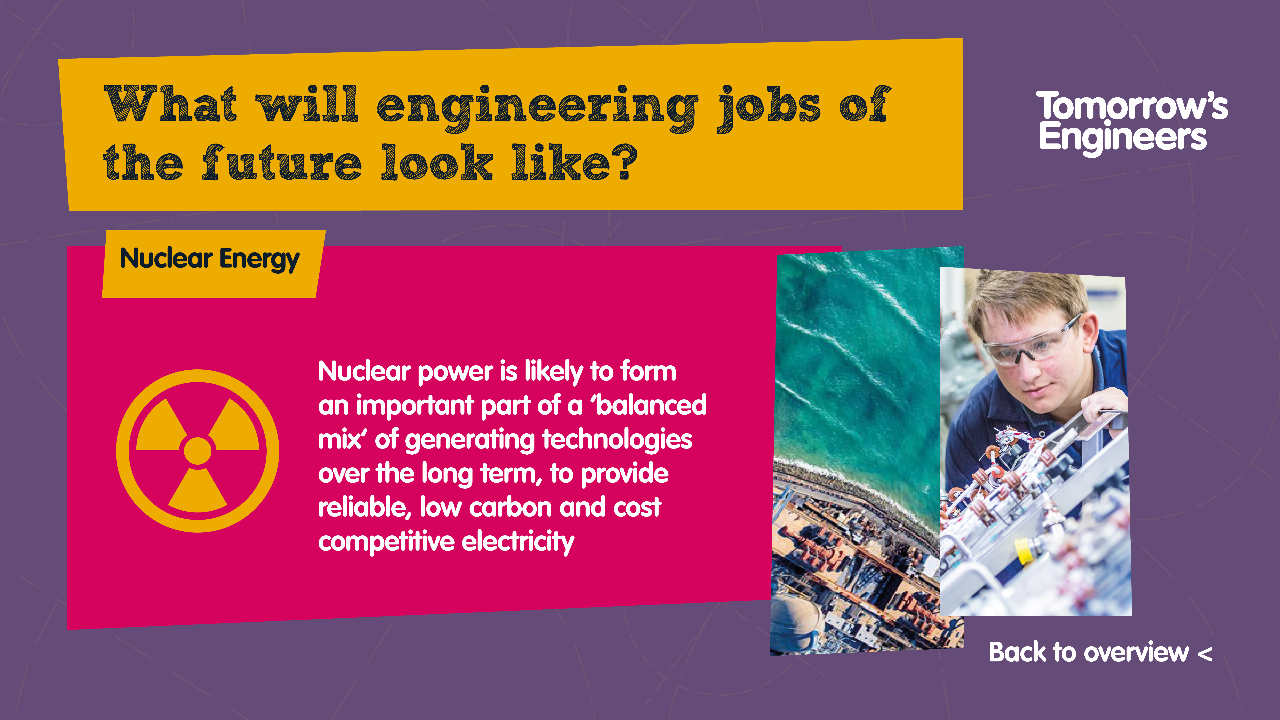 What will engineering jobs of
the future look like?
Tomorrow's
Engineers
Nuclear Energy
Nuclear power is likely to form
an important part of a ‘balanced
mix’ of generating technologies
over the long term, to provide
reliable, low carbon and cost
competitive electricity
Back to overview <